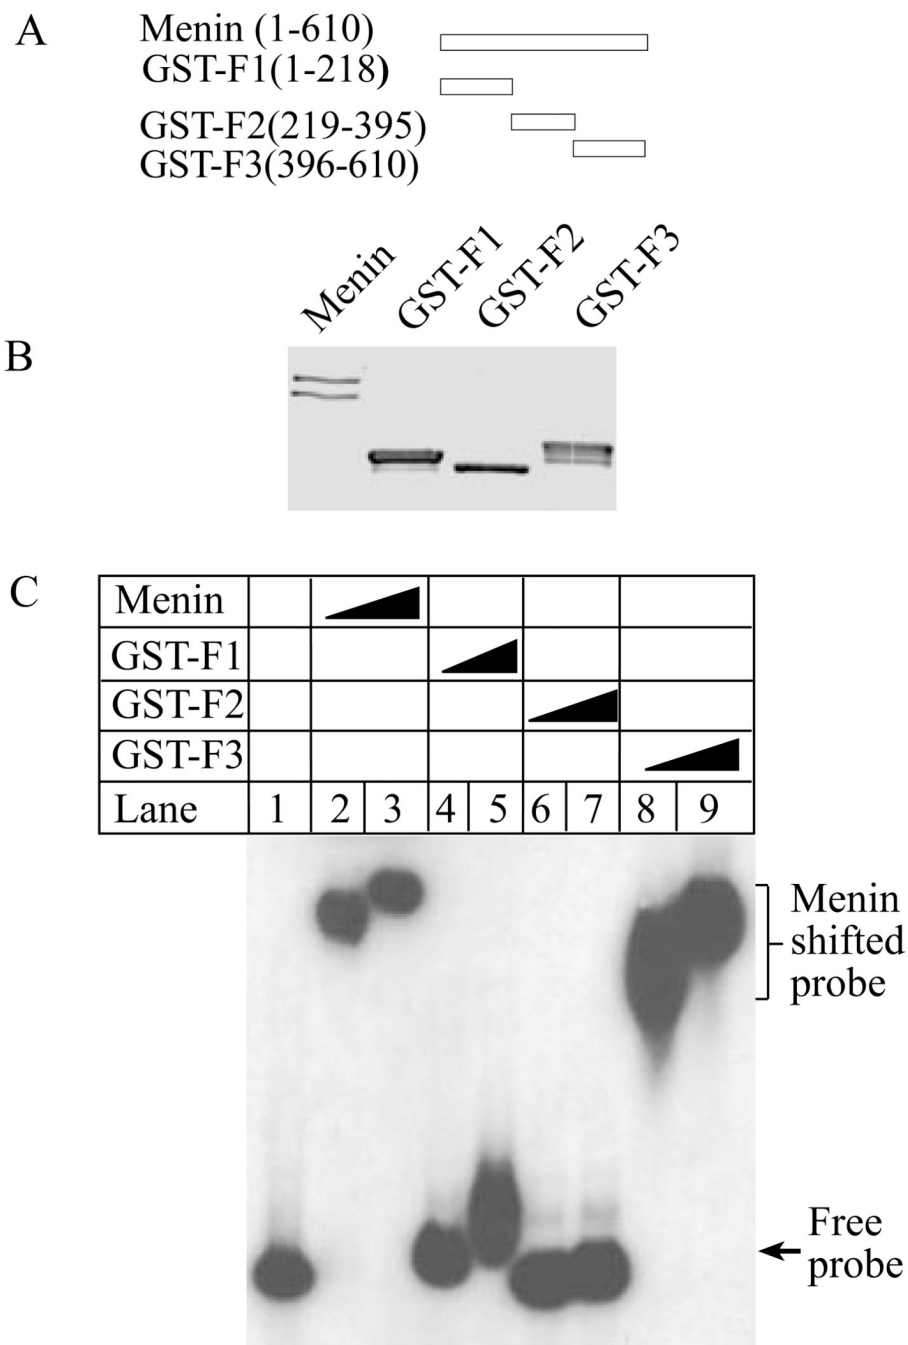 A
Menin (1-610)
GST-F1(1-218)
GST-F2(219-395)
GST-F3(396-610)
B
Menin
GST-F1
GST-F2
GST-F3
C
Menin
GST-F1
GST-F2
GST-F3
Lane 1 2 3 4 5 6 7 8 9
Menin
shifted
probe
Free
probe